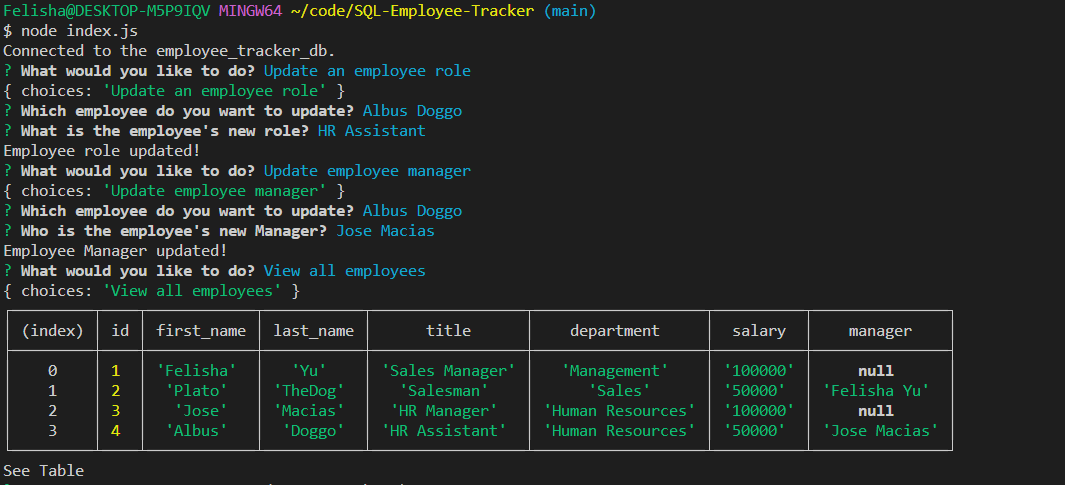 Felisha@DESKTOP-M5P9IQV MINGW64 ~/code/SQL-Employee-Tracker (main)
$ node index.js
Connected to the employee_tracker_db.
? What would you like to do? Update an employee role
{ choices: 'Update an employee role' }
? Which employee do you want to update? Albus Doggo
? What is the employee's new role? HR Assistant
Employee role updated!
? What would you like to do? Update employee manager
{ choices: 'Update employee manager' }
? Which employee do you want to update? Albus Doggo
? Who is the employee's new Manager? Jose Macias
Employee Manager updated!
? What would you like to do? View all employees
{ choices: 'View all employees' }
(index) id first_name last_name title department salary manager
0 1 'Felisha' 'Yu' 'Sales Manager' 'Management' '100000' null
1 2 'Plato' 'TheDog' 'Salesman' 'Sales' '50000' 'Felisha Yu'
2 3 'Jose' 'Macias' 'HR Manager' 'Human Resources' '100000' null
3 4 'Albus' 'Doggo' 'HR Assistant' 'Human Resources' '50000' 'Jose Macias'
See Table